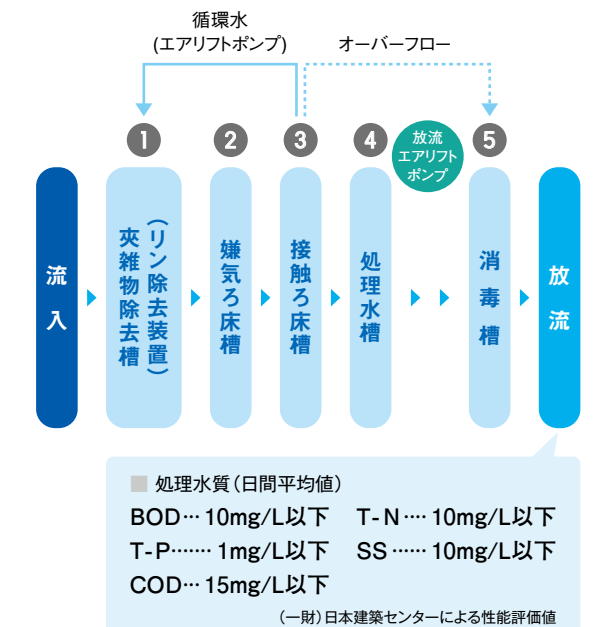 循環水
(エアリフトポンプ)
オーバーフロー
1
2
3
4
放流
エアリフト
ポンプ
5
流入
夾雑物除去槽
(リン除去装置)
嫌気ろ床槽
接触ろ床槽
処理水槽
消毒槽
放流
処理水質(日間平均値)
BOD… 10mg/L以下 T-N…. 10mg/L以下
T-P……. 1mg/L以下 SS …… 10mg/L以下
COD… 15mg/L以下
(一財)日本建築センターによる性能評価値